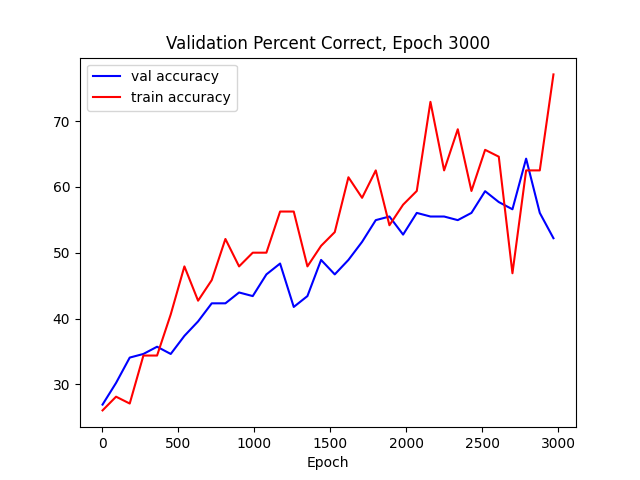 Validation Percent Correct, Epoch 3000
val accuracy
train accuracy
70
60
50
40
30
0 500 1000 1500 2000 2500 3000
Epoch